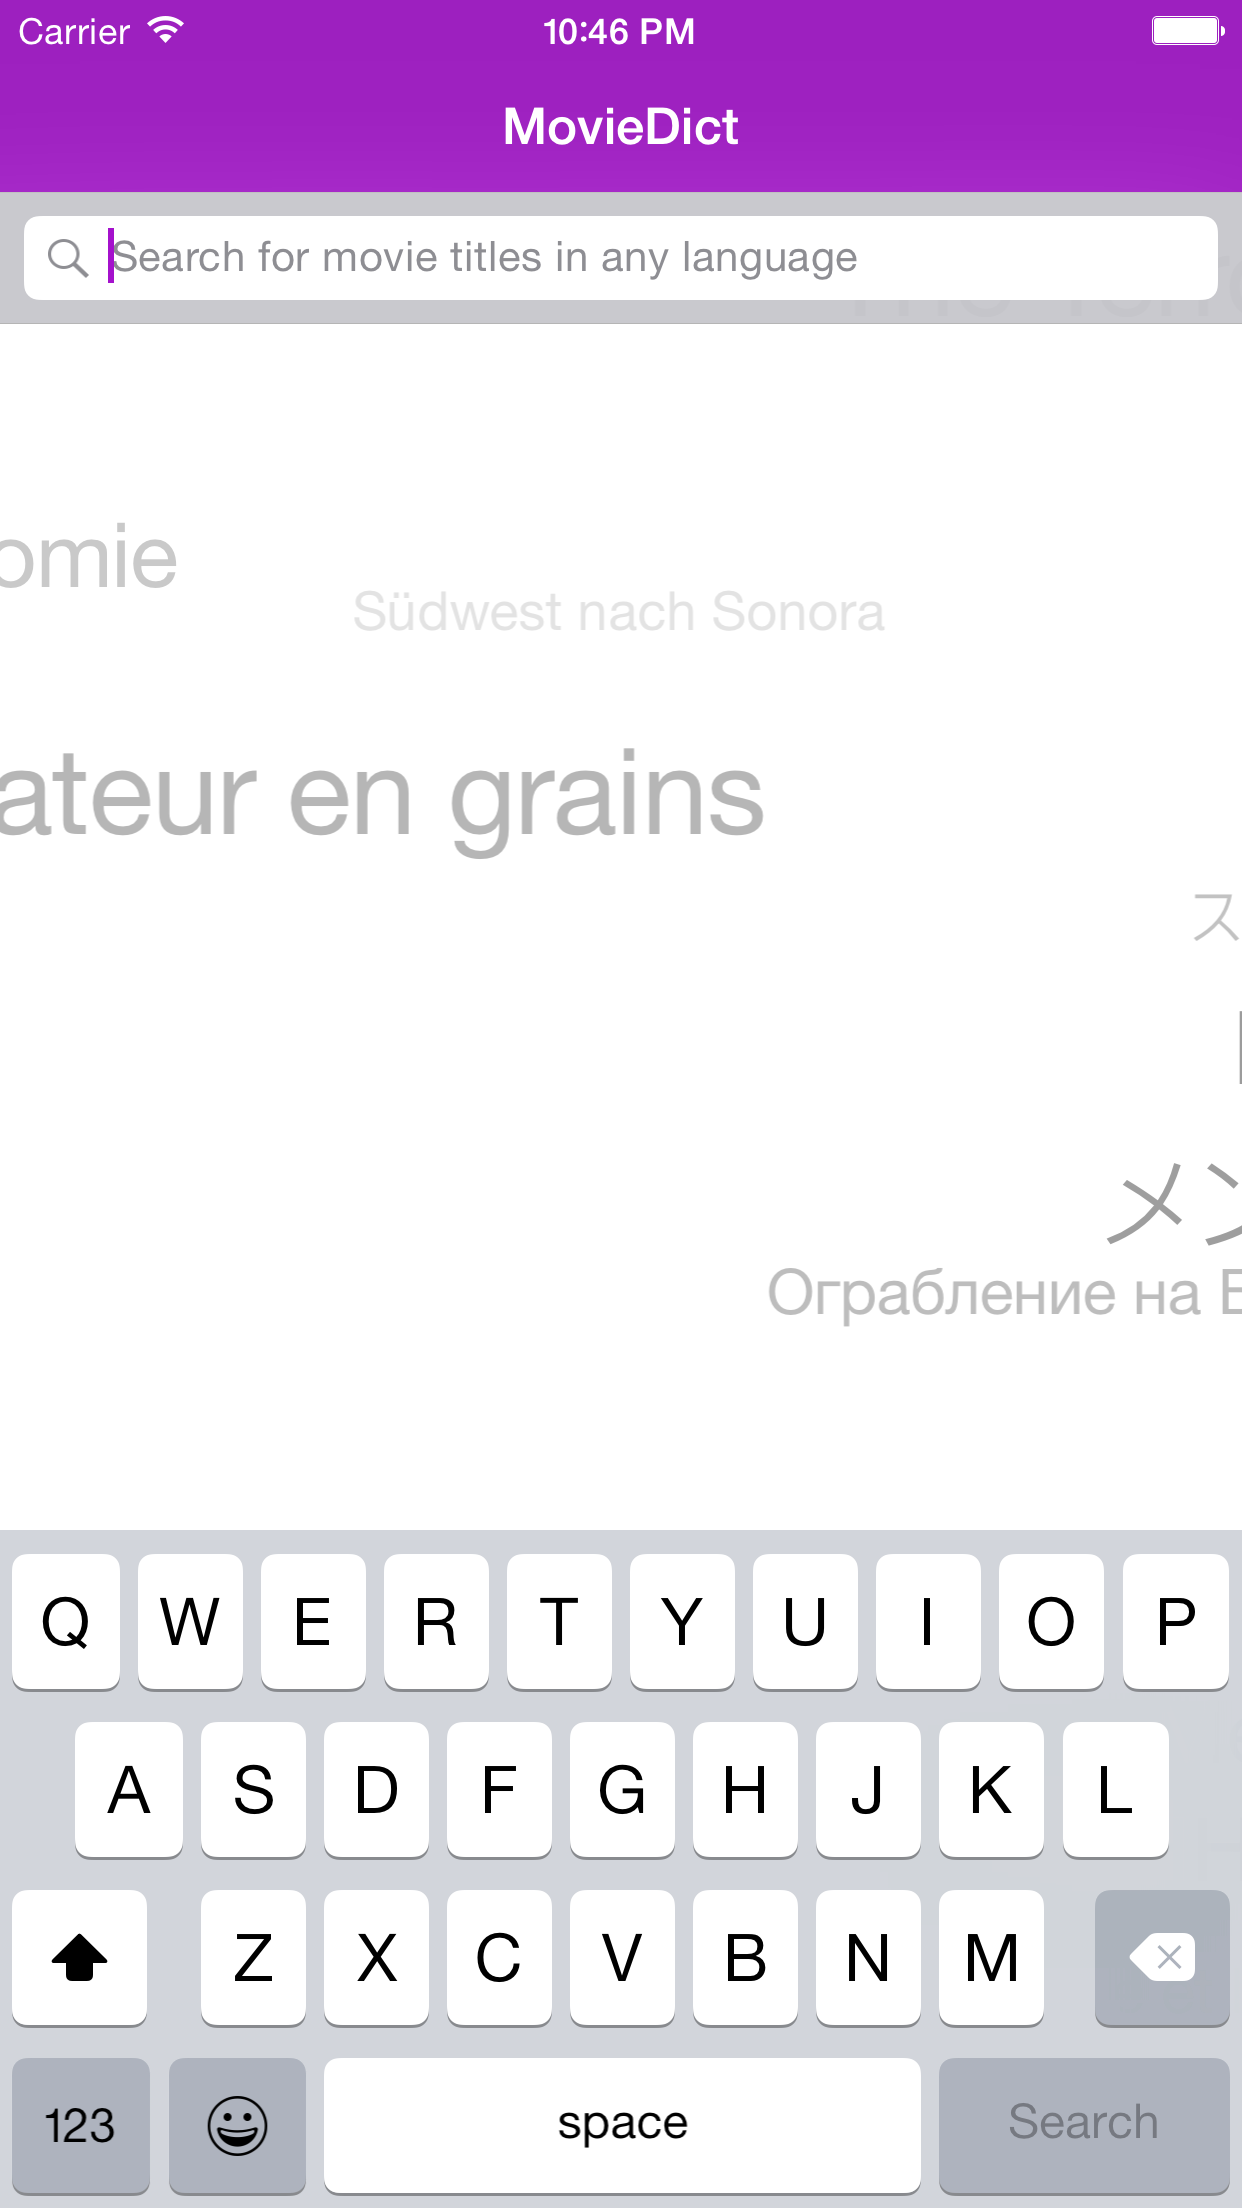 Carrier 10:46 PM
MovieDict
Search for movie titles in any language
omie
Südwest nach Sonora
ateur en grains
ス
メン
Ограбление на
Q W E R T Y U I O P
A S D F G H J K L
Z X C V B N M
123 space Search